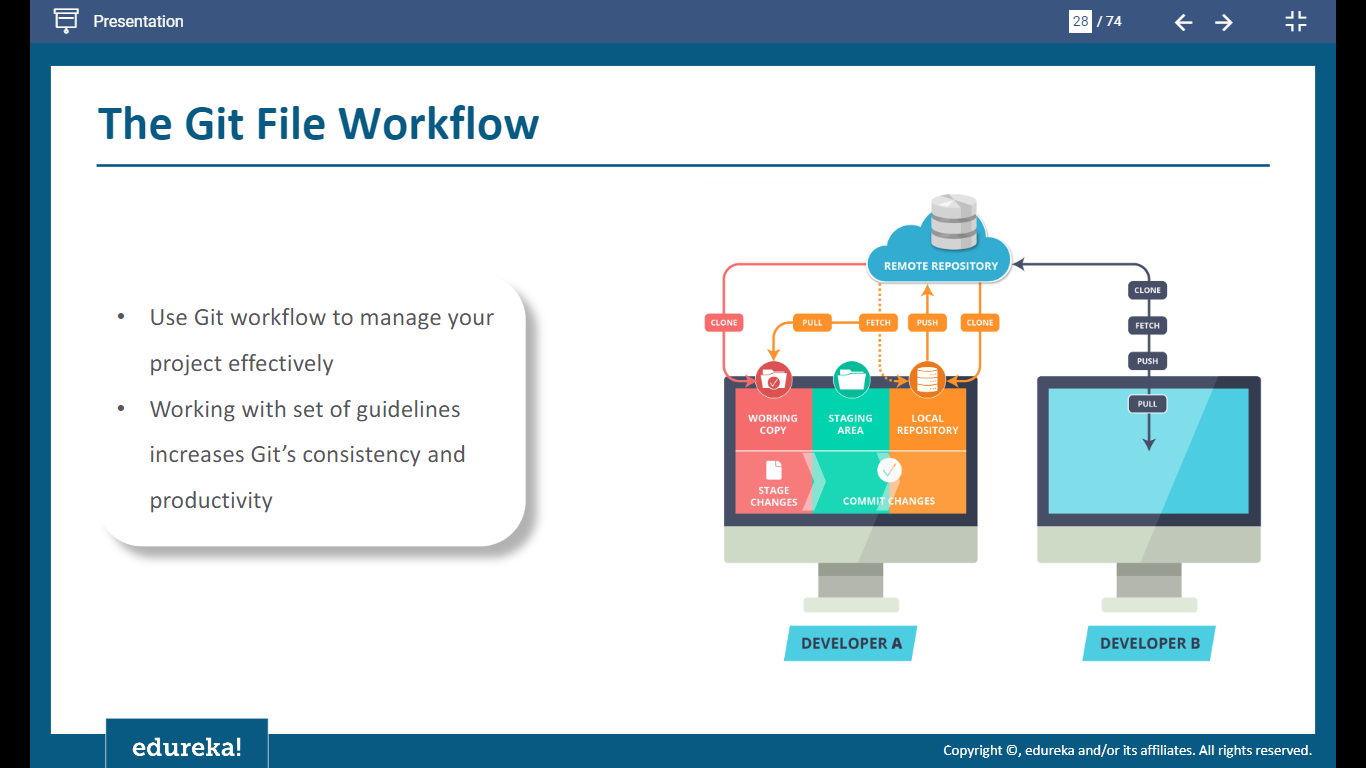 Presentation
28 / 74
The Git File Workflow
• Use Git workflow to manage your
project effectively
• Working with set of guidelines
increases Git’s consistency and
productivity
REMOTE REPOSITORY
CLONE
PULL
FETCH
PUSH
CLONE
WORKING
COPY
STAGING
AREA
LOCAL
REPOSITORY
STAGE
CHANGES
COMMIT CHANGES
DEVELOPER A
CLONE
FETCH
PUSH
PULL
DEVELOPER B
edureka!
Copyright ©, edureka and/or its affiliates. All rights reserved.